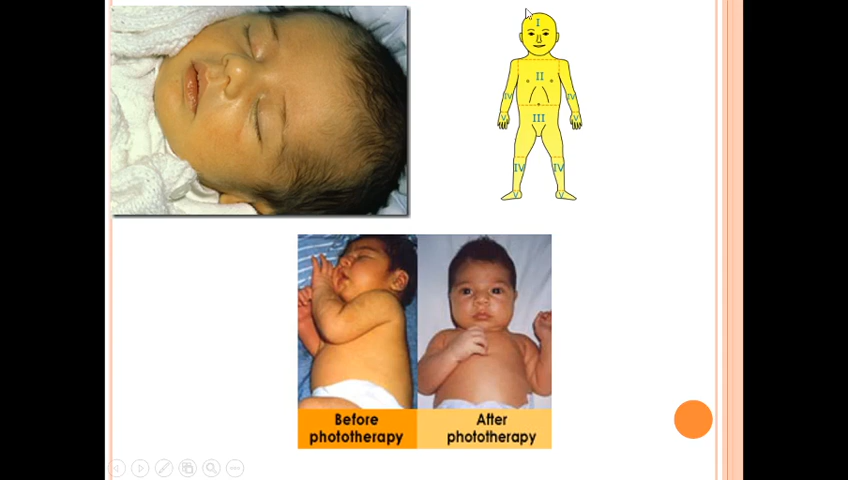 I
II
IV
IV
V
III
V
IV
IV
V
V
Before
phototherapy
After
phototherapy